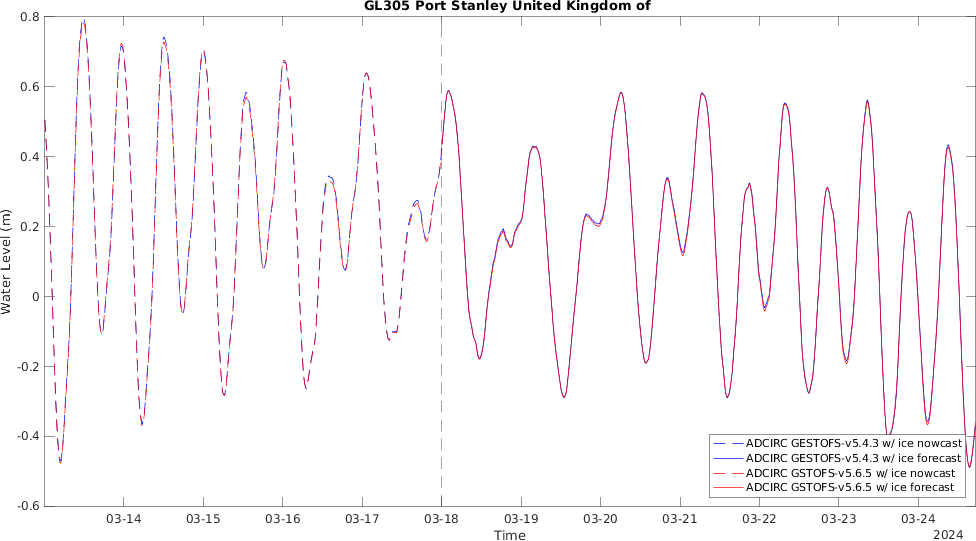 GL305 Port Stanley United Kingdom of
0.8
0.6
0.4
0.2
0
-0.2
-0.4
-0.6
Water Level (m)
ADCIRC GESTOFS-v5.4.3 w/ ice nowcast
ADCIRC GESTOFS-v5.4.3 w/ ice forecast
ADCIRC GSTOFS-v5.6.5 w/ ice nowcast
ADCIRC GSTOFS-v5.6.5 w/ ice forecast
03-14 03-15 03-16 03-17 03-18 03-19 03-20 03-21 03-22 03-23 03-24
Time
2024